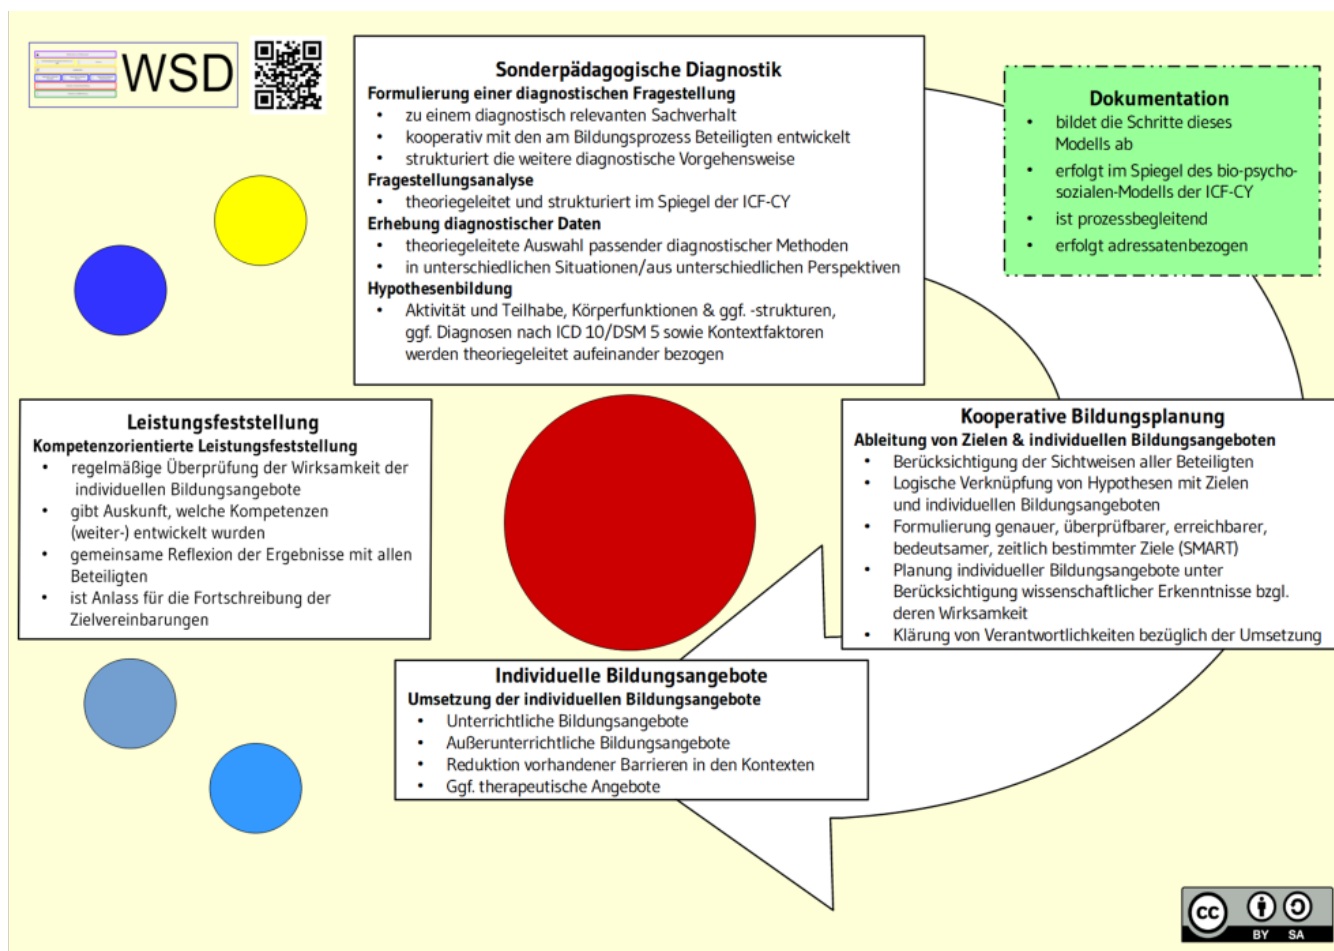 WSD
Sonderpädagogische Diagnostik
Formulierung einer diagnostischen Fragestellung
• zu einem diagnostisch relevanten Sachverhalt
• kooperativ mit den am Bildungsprozess Beteiligten entwickelt
• strukturiert die weitere diagnostische Vorgehensweise
Fragestellungsanalyse
• theoriegeleitet und strukturiert im Spiegel der ICF-CY
Erhebung diagnostischer Daten
• theoriegeleitete Auswahl passender diagnostischer Methoden
• in unterschiedlichen Situationen/aus unterschiedlichen Perspektiven
Hypothesenbildung
• Aktivität und Teilhabe, Körperfunktionen & ggf. -strukturen,
ggf. Diagnosen nach ICD 10/DSM 5 sowie Kontextfaktoren
werden theoriegeleitet aufeinander bezogen
Dokumentation
• bildet die Schritte dieses
Modells ab
• erfolgt im Spiegel des bio-psycho-
sozialen-Modells der ICF-CY
• ist prozessbegleitend
• erfolgt adressatenbezogen
Leistungsfeststellung
Kompetenzorientierte Leistungsfeststellung
• regelmäßige Überprüfung der Wirksamkeit der
individuellen Bildungsangebote
• gibt Auskunft, welche Kompetenzen
(weiter-) entwickelt wurden
• gemeinsame Reflexion der Ergebnisse mit allen
Beteiligten
• ist Anlass für die Fortschreibung der
Zielvereinbarungen
Kooperative Bildungsplanung
Ableitung von Zielen & individuellen Bildungsangeboten
• Berücksichtigung der Sichtweisen aller Beteiligten
• Logische Verknüpfung von Hypothesen mit Zielen
und individuellen Bildungsangeboten
• Formulierung genauer, überprüfbarer, erreichbarer,
bedeutsamer, zeitlich bestimmter Ziele (SMART)
• Planung individueller Bildungsangebote unter
Berücksichtigung wissenschaftlicher Erkenntnisse bzgl.
deren Wirksamkeit
• Klärung von Verantwortlichkeiten bezüglich der Umsetzung
Individuelle Bildungsangebote
Umsetzung der individuellen Bildungsangebote
• Unterrichtliche Bildungsangebote
• Außerunterrichtliche Bildungsangebote
• Reduktion vorhandener Barrieren in den Kontexten
• Ggf. therapeutische Angebote
cc
BY SA